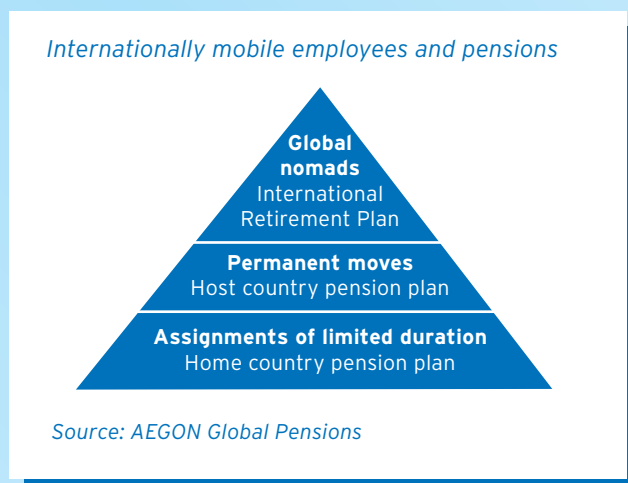 Internationally mobile employees and pensions
Global
nomads
International
Retirement Plan
Permanent moves
Host country pension plan
Assignments of limited duration
Home country pension plan
Source: AEGON Global Pensions